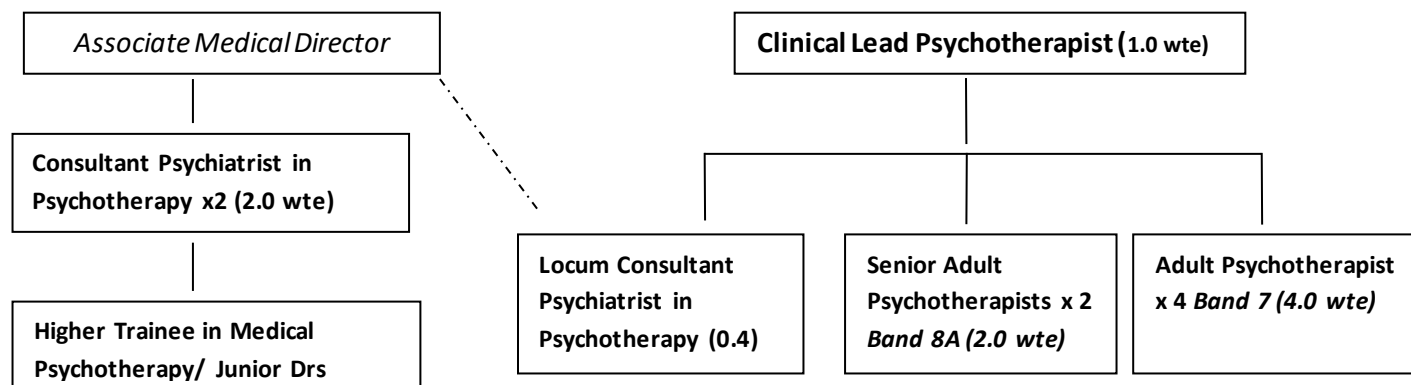 Associate Medical Director
Clinical Lead Psychotherapist (1.0 wte)
Consultant Psychiatrist in
Psychotherapy x2 (2.0 wte)
Higher Trainee in Medical
Psychotherapy/ Junior Drs
Locum Consultant
Psychiatrist in
Psychotherapy (0.4)
Senior Adult
Psychotherapists x 2
Band 8A (2.0 wte)
Adult Psychotherapist
x 4 Band 7 (4.0 wte)